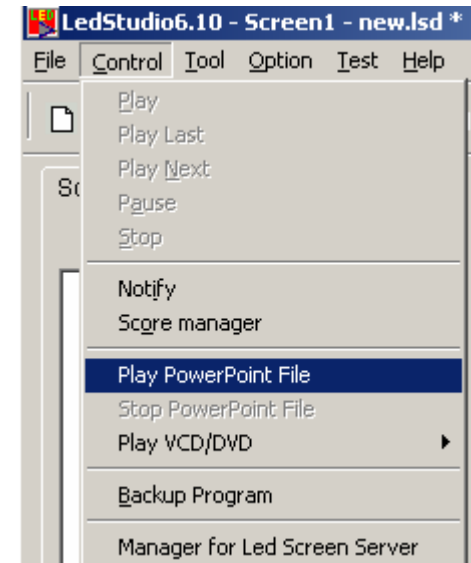 LED LedStudio6.10 - Screen1 - new.lsd *
File Control Tool Option Test Help
Play
Play Last
Play Next
Pause
Stop
Notify
Score manager
Play PowerPoint File
Stop PowerPoint File
Play VCD/DVD
Backup Program
Manager for Led Screen Server